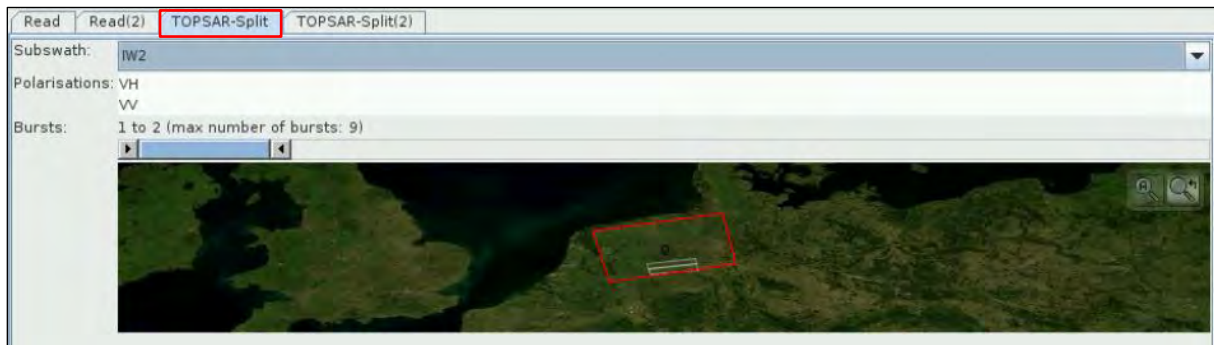 Read Read(2) TOPSAR-Split TOPSAR-Split(2)
Subswath: IW2
Polarisations: VH
VV
Bursts: 1 to 2 (max number of bursts: 9)